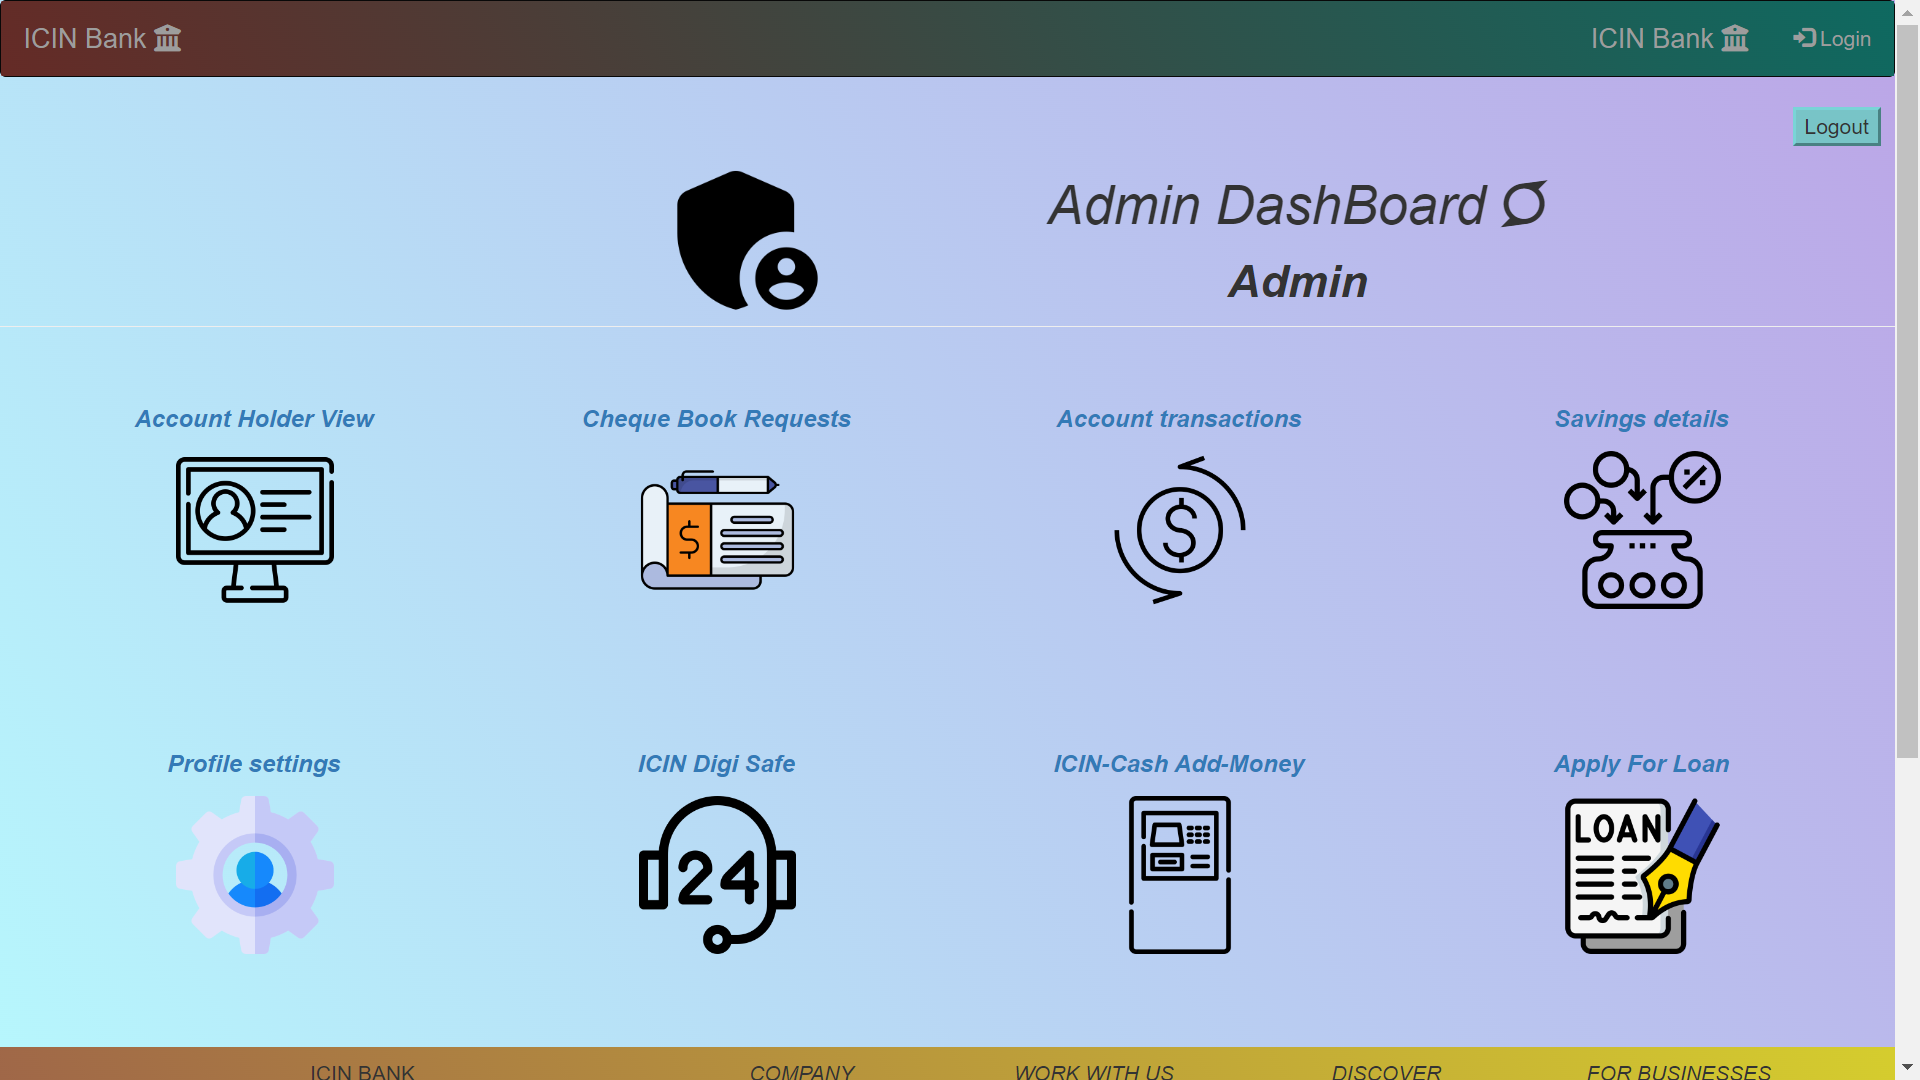 ICIN Bank
ICIN Bank
Login
Logout
Admin DashBoard
Admin
Account Holder View
Cheque Book Requests
Account transactions
Savings details
Profile settings
ICIN Digi Safe
24
ICIN-Cash Add-Money
Apply For Loan
LOAN
ICIN BANK
COMPANY
WORK WITH US
DISCOVER
FOR BUSINESSES